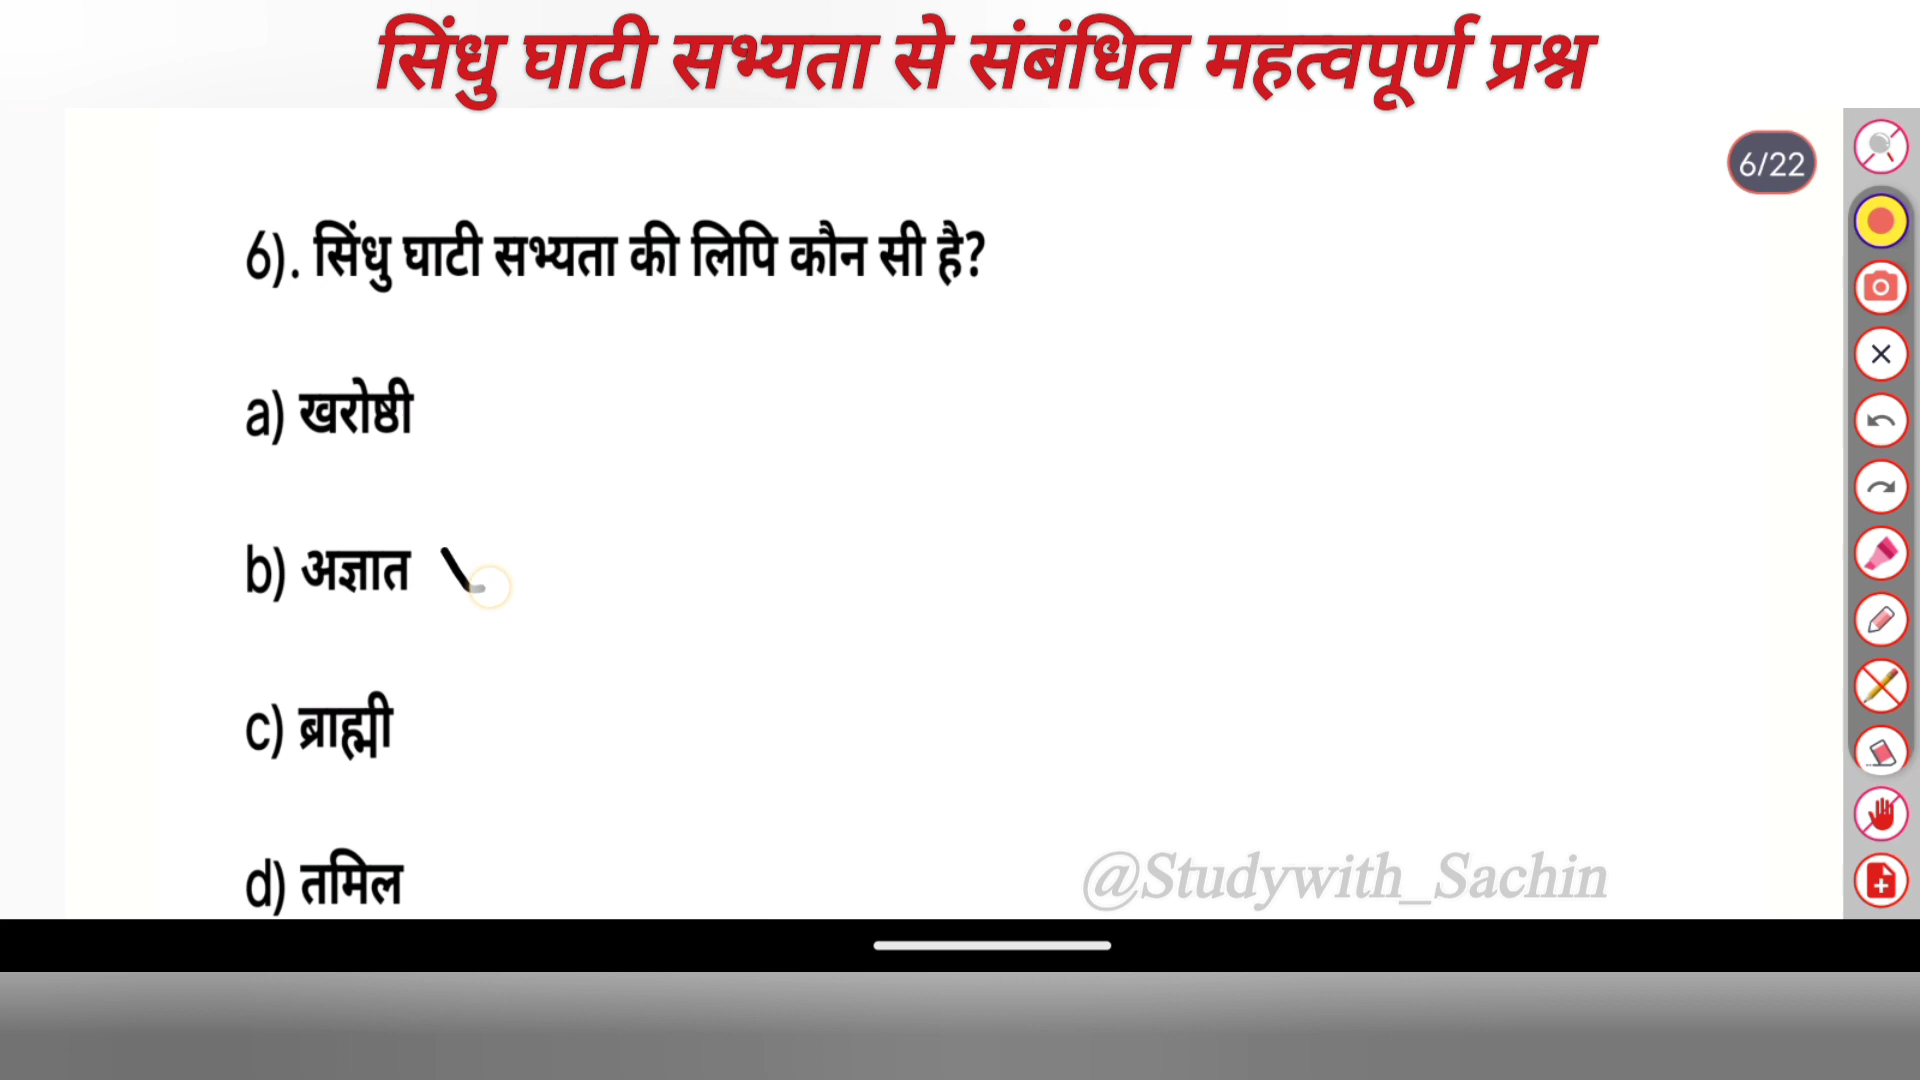 सिंधु घाटी सभ्यता से संबंधित महत्वपूर्ण प्रश्न
6/22
6). सिंधु घाटी सभ्यता की लिपि कौन सी है?
a) खरोष्ठी
b) अज्ञात
c) ब्राह्मी
d) तमिल
@Studywith_Sachin